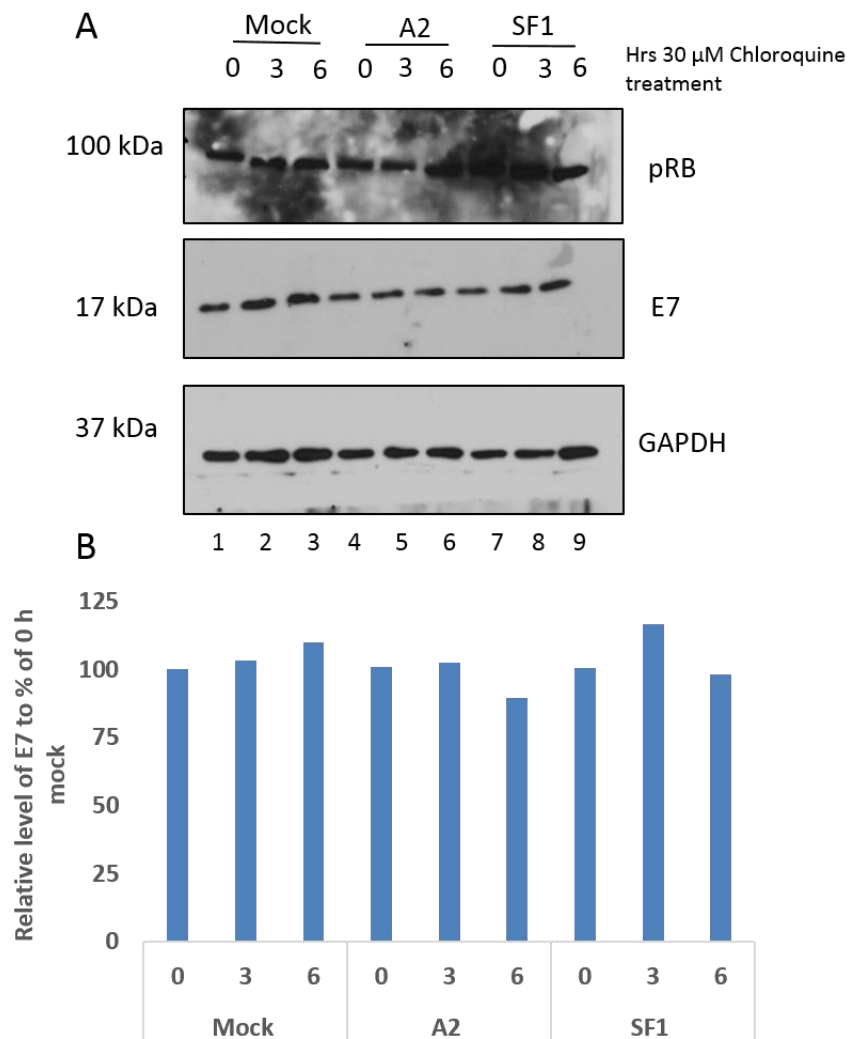 A
Mock A2 SF1
0 3 6 0 3 6 0 3 6
Hrs 30 μM Chloroquine
treatment
100 kDa
pRB
17 kDa
E7
37 kDa
GAPDH
1 2 3 4 5 6 7 8 9
B
Relative level of E7 to % of 0 h
mock
125
100
75
50
25
0
0 3 6 0 3 6 0 3 6
Mock A2 SF1